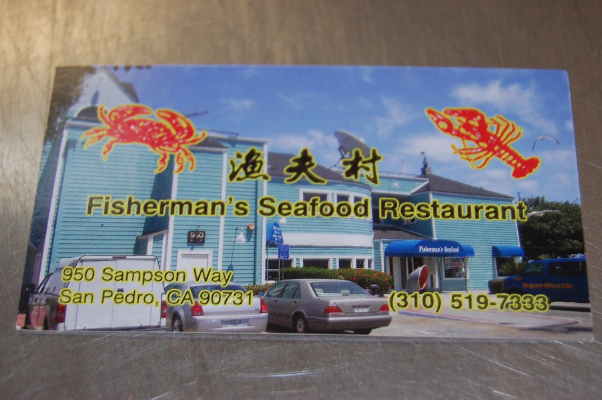 渔夫村
Fisherman's Seafood Restaurant
950 Sampson Way
San Pedro, CA 90731
(310) 519-7333
Fisherman's Seafood